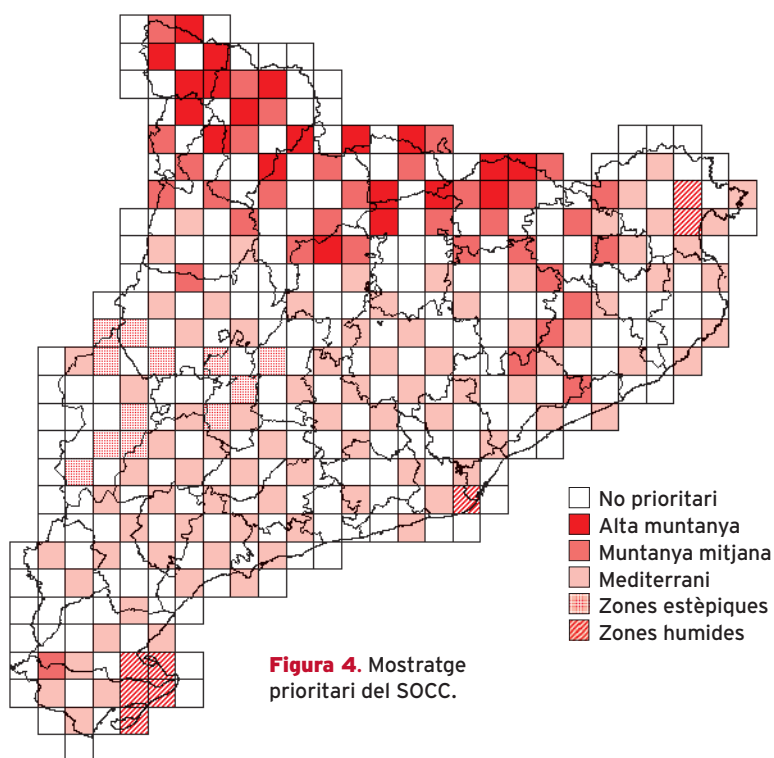 No prioritari
Alta muntanya
Muntanya mitjana
Mediterrani
Zones estèpiques
Zones humides
Figura 4. Mostratge
prioritari del SOCC.